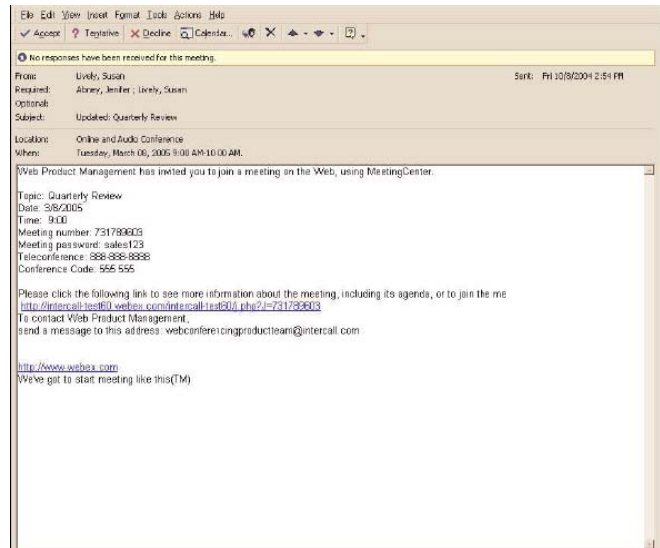 File Edit View Insert Format Tools Actions Help
Accept ? Tentative Decline Calendar...
No responses have been received for this meeting.
From: Lively, Susan Sent: Fri 10/8/2004 2:54 PM
Required: Abney, Jenifer ; Lively, Susan
Optional:
Subject: Updated: Quarterly Review
Location: Online and Audio Conference
When: Tuesday, March 08, 2005 9:00 AM-10:00 AM.
Web Product Management has invited you to join a meeting on the Web, using MeetingCenter.
Topic: Quarterly Review
Date: 3/8/2005
Time: 9:00
Meeting number: 731789603
Meeting password: sales123
Teleconference: 888-888-8888
Conference Code: 555 555
Please click the following link to see more information about the meeting, including its agenda, or to join the me
http://intercall-test60.webex.com/intercall-test60/j.php?J=731789603
To contact Web Product Management,
send a message to this address: webconferencingproductteam@intercall.com
http://www.webex.com
We've got to start meeting like this(TM)